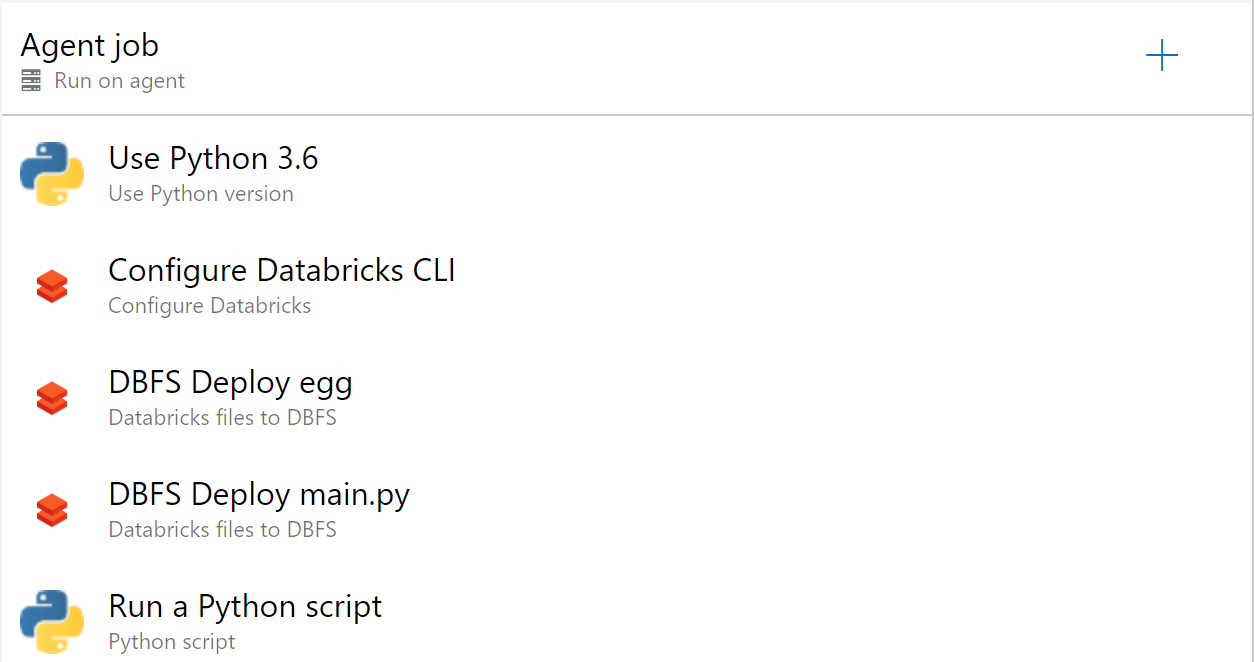 Agent job
Run on agent
Use Python 3.6
Use Python version
Configure Databricks CLI
Configure Databricks
DBFS Deploy egg
Databricks files to DBFS
DBFS Deploy main.py
Databricks files to DBFS
Run a Python script
Python script